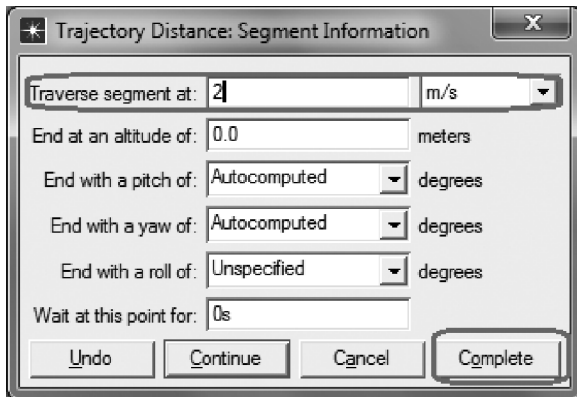 Trajectory Distance: Segment Information
Traverse segment at: 2 m/s
End at an altitude of: 0.0 meters
End with a pitch of: Autocomputed degrees
End with a yaw of: Autocomputed degrees
End with a roll of: Unspecified degrees
Wait at this point for: 0s
Undo Continue Cancel Complete